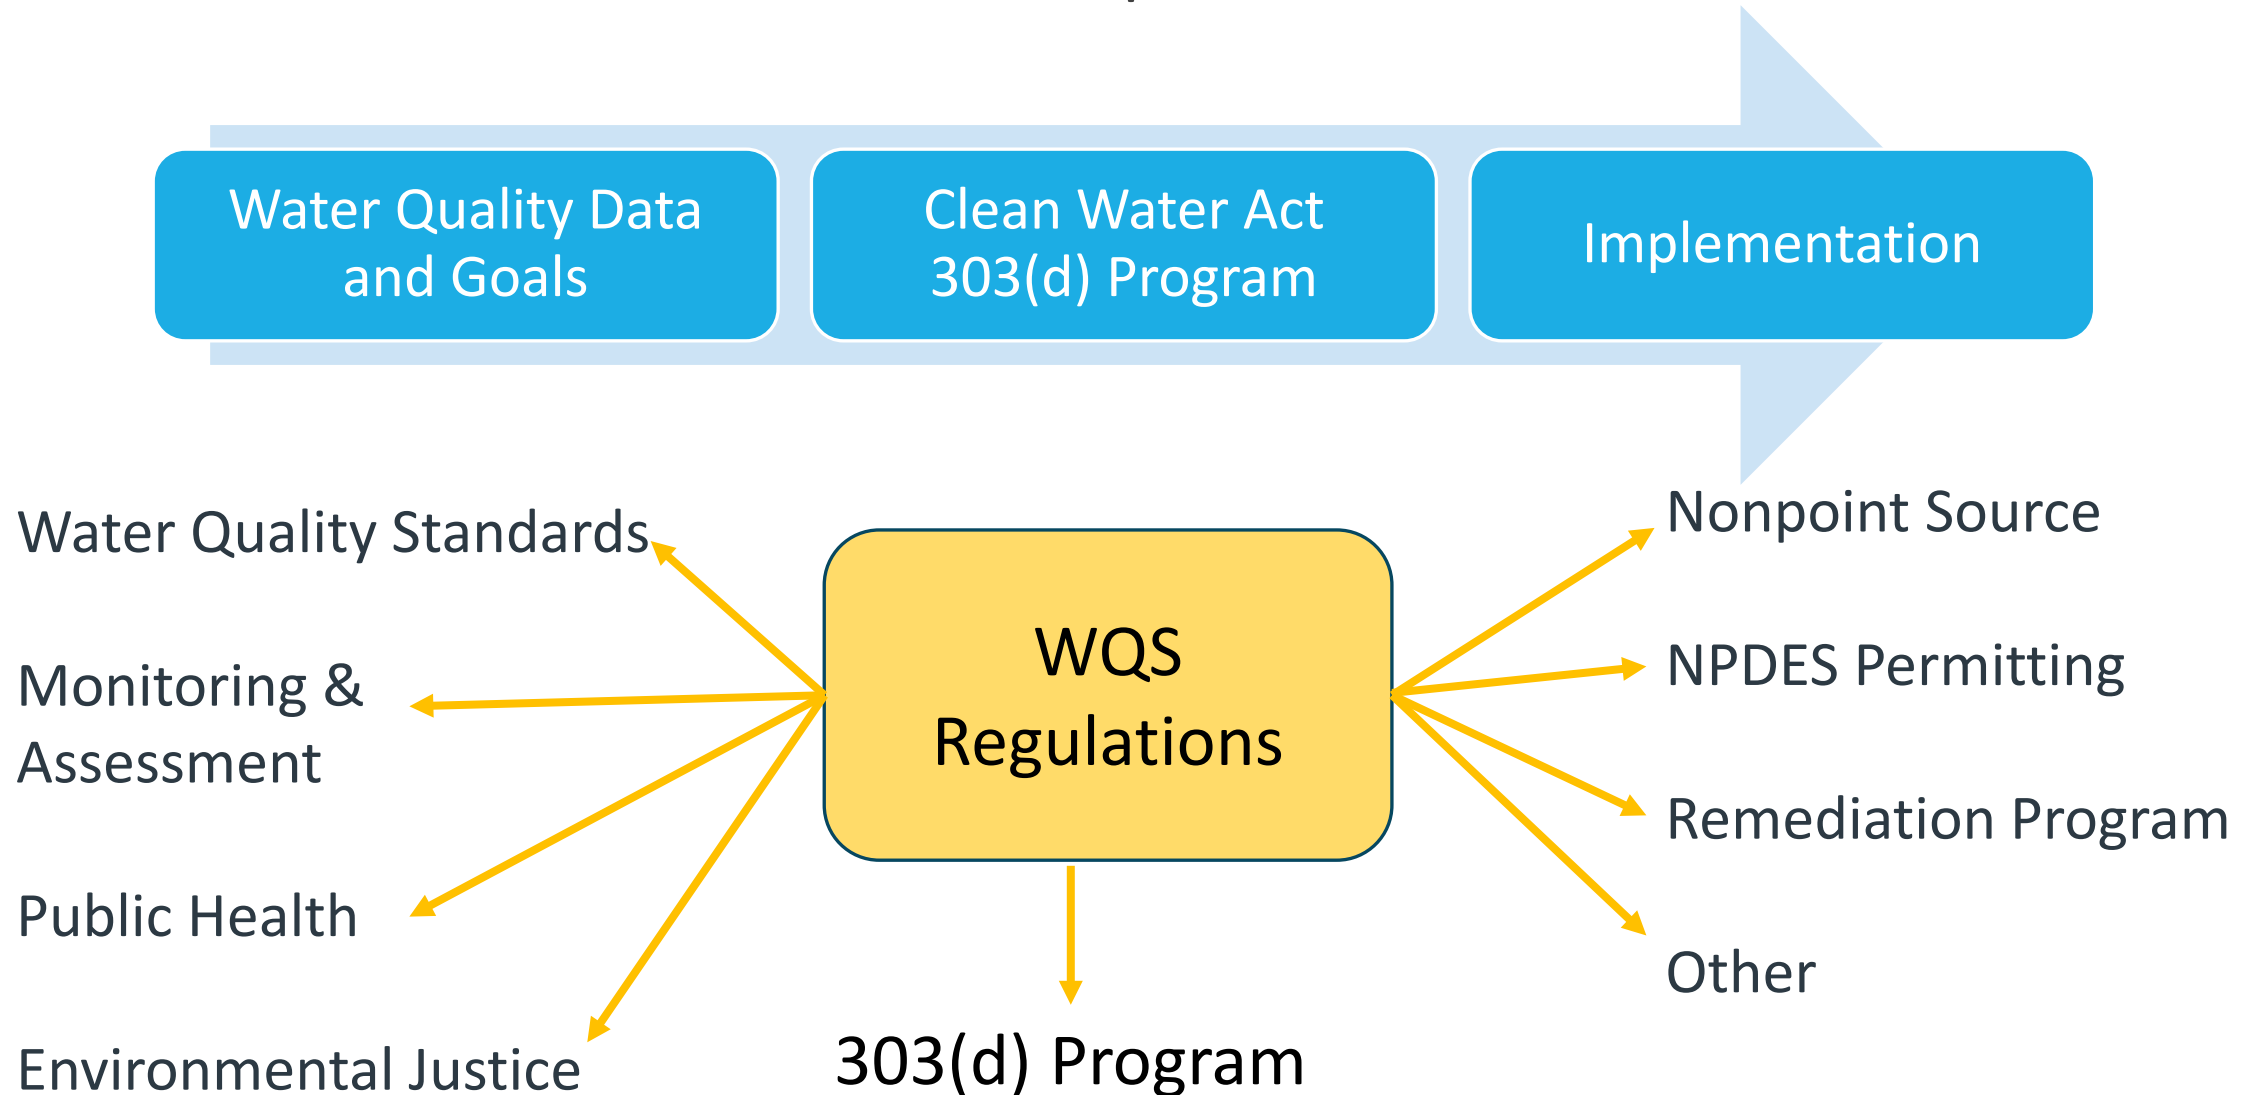 Water Quality Data
and Goals
Clean Water Act
303(d) Program
Implementation
Water Quality Standards
Monitoring &
Assessment
Public Health
Environmental Justice
WQS
Regulations
303(d) Program
Nonpoint Source
NPDES Permitting
Remediation Program
Other